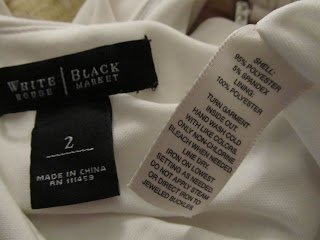 WHITE | BLACK
HOUSE | MARKET
2
MADE IN CHINA
RN 111459
SHELL:
95% POLYESTER
5% SPANDEX
LINING:
100% POLYESTER
TURN GARMENT
INSIDE OUT.
HAND WASH COLD
WITH LIKE COLORS.
ONLY NON-CHLORINE
BLEACH WHEN NEEDED.
LINE DRY.
IRON ON LOWEST
SETTING AS NEEDED.
DO NOT APPLY STEAM
OR DIRECT IRON TO
JEWELED BUCKLE.